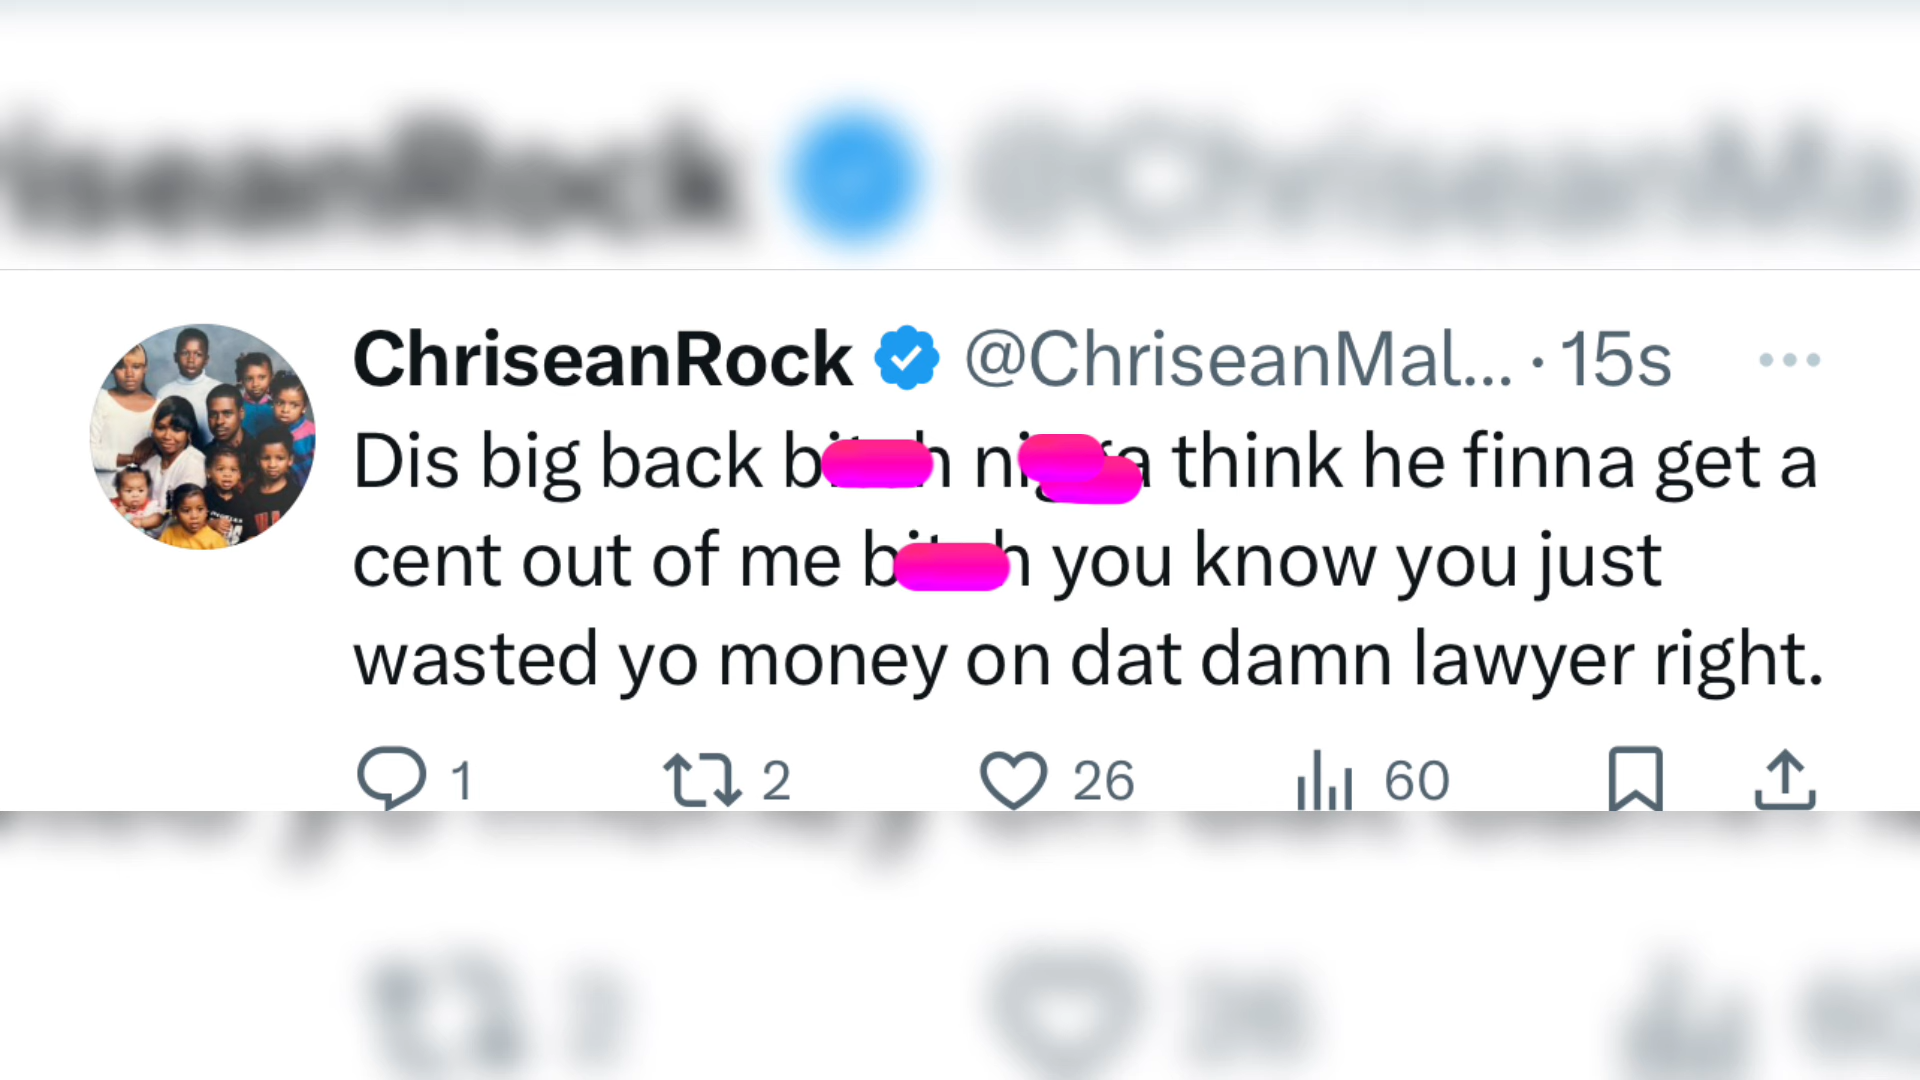 ChriseanRock @ChriseanMal... · 15s
Dis big back b h n a think he finna get a
cent out of me b h you know you just
wasted yo money on dat damn lawyer right.
1 2 26 60